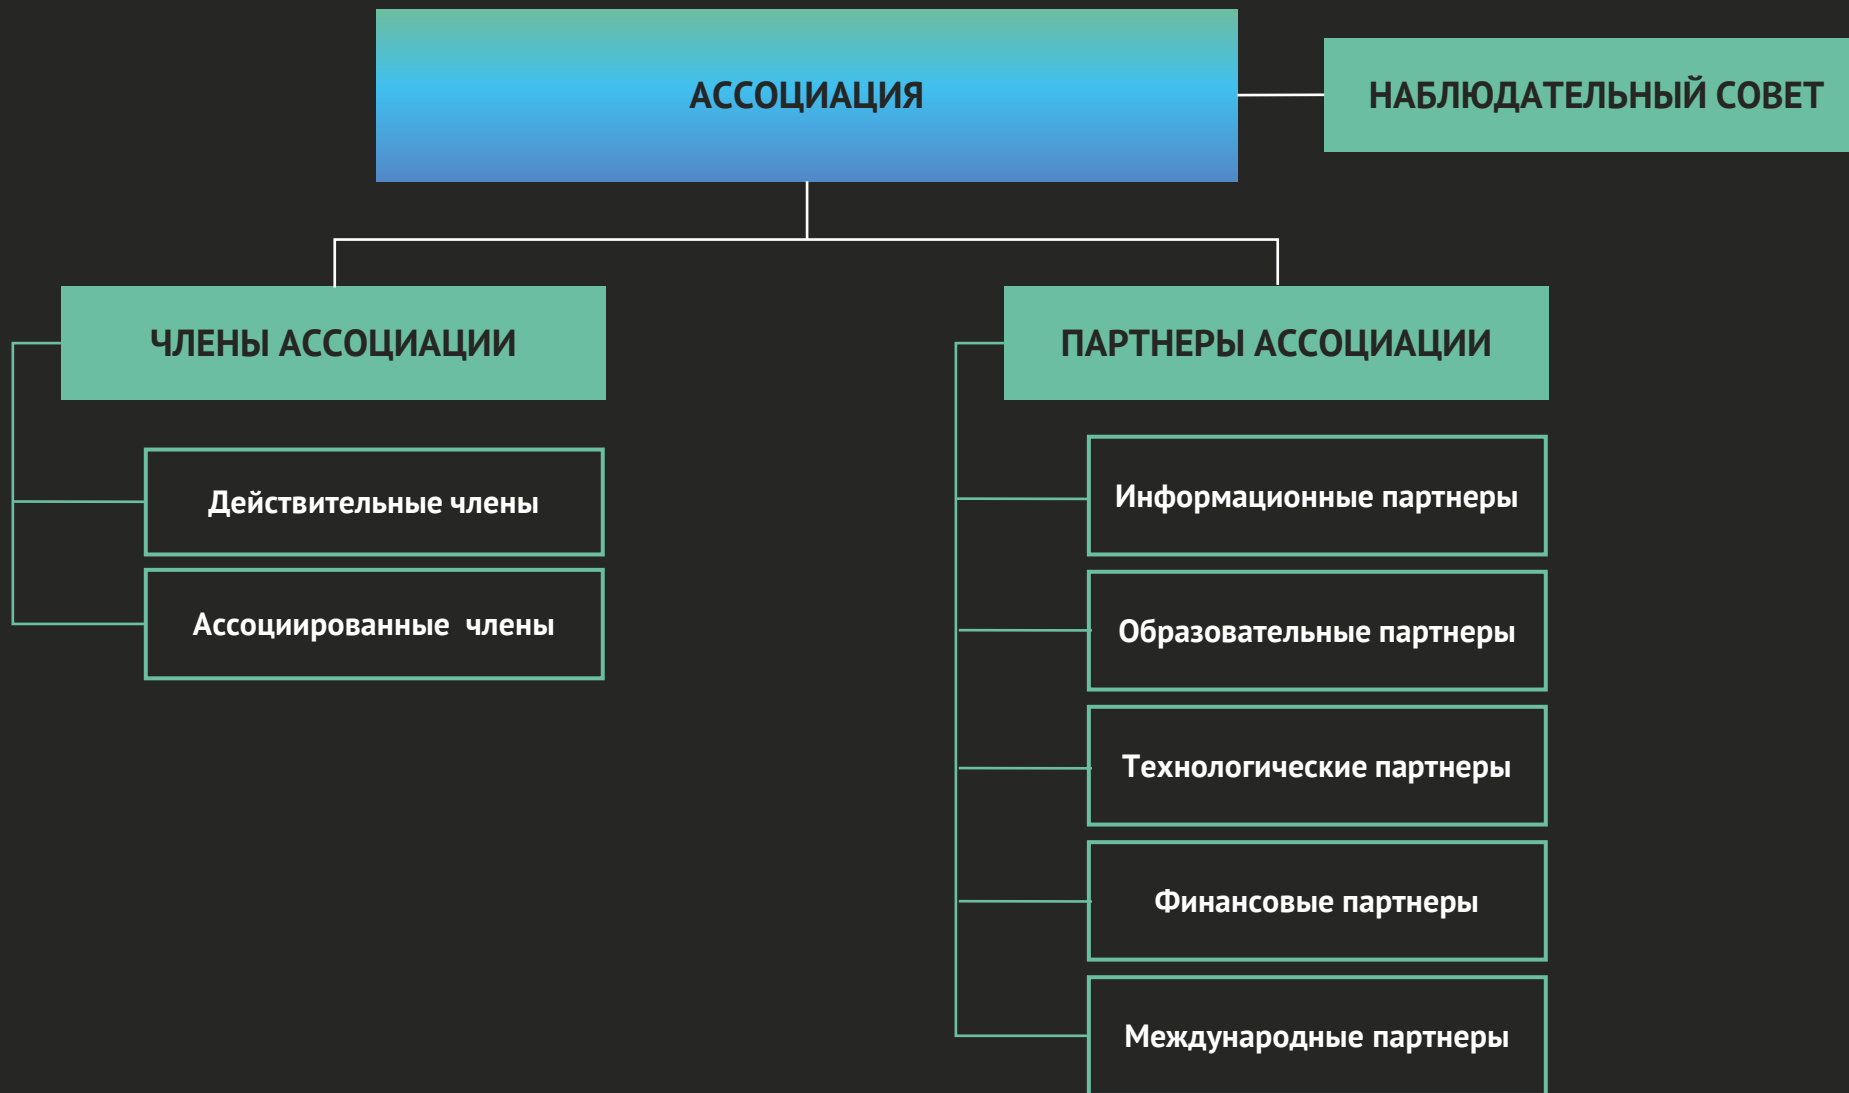 АССОЦИАЦИЯ
НАБЛЮДАТЕЛЬНЫЙ СОВЕТ
ЧЛЕНЫ АССОЦИАЦИИ
Действительные члены
Ассоциированные члены
ПАРТНЕРЫ АССОЦИАЦИИ
Информационные партнеры
Образовательные партнеры
Технологические партнеры
Финансовые партнеры
Международные партнеры